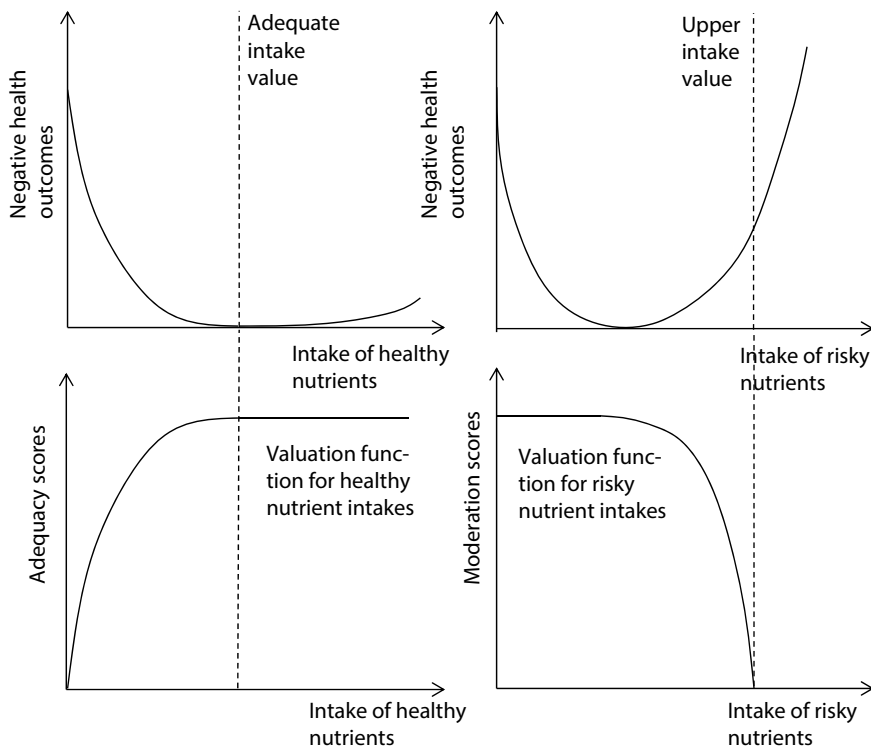 Negative health
outcomes
Adequate
intake
value
Intake of healthy
nutrients
Negative health
outcomes
Upper
intake
value
Intake of risky
nutrients
Adequacy scores
Valuation func-
tion for healthy
nutrient intakes
Intake of healthy
nutrients
Moderation scores
Valuation func-
tion for risky
nutrient intakes
Intake of risky
nutrients